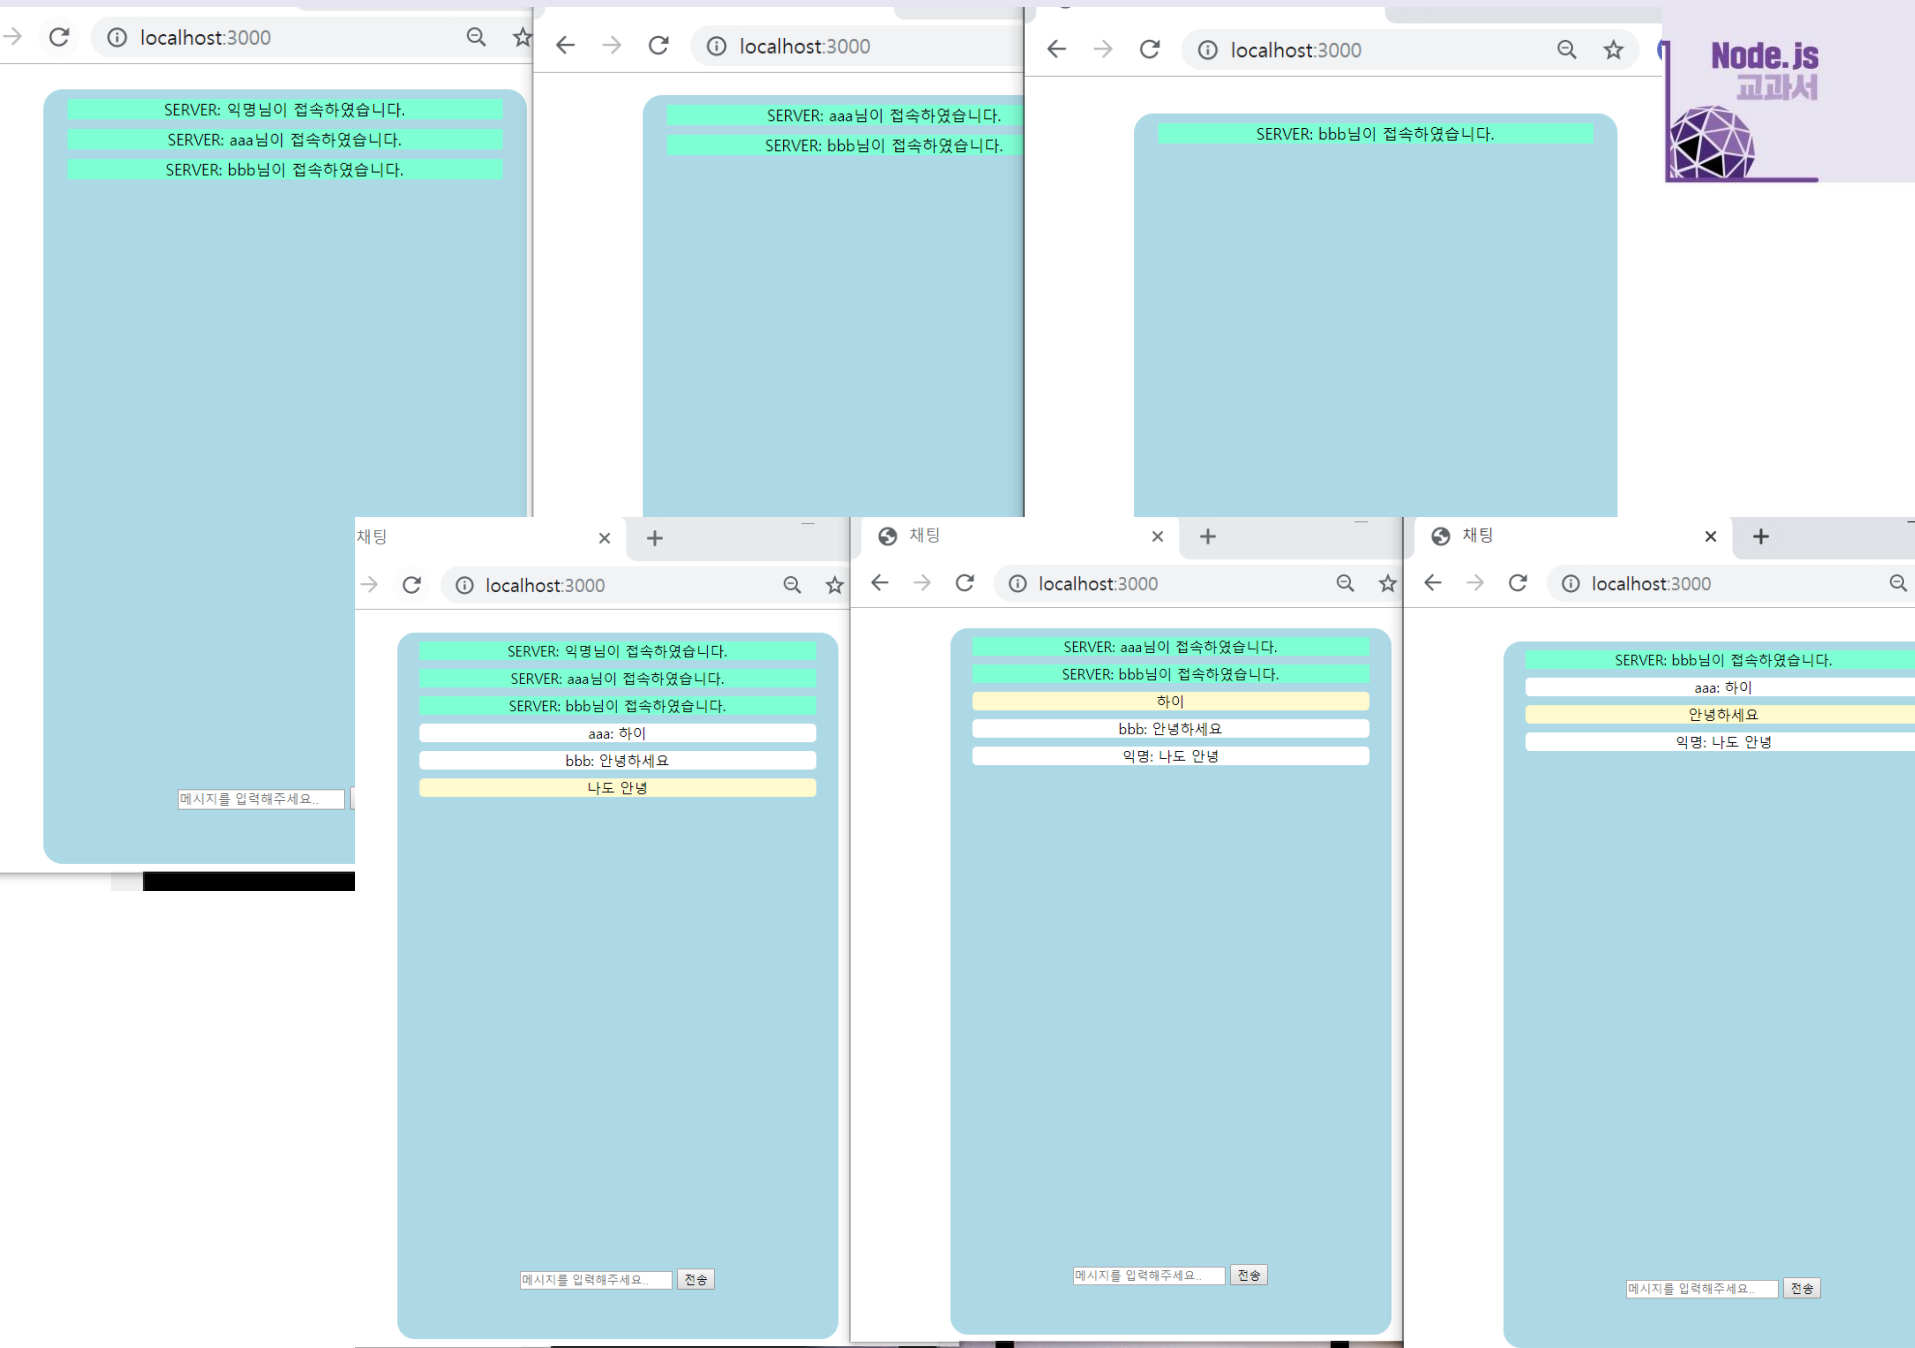 localhost:3000
SERVER: 익명님이 접속하였습니다.
SERVER: aaa님이 접속하였습니다.
SERVER: bbb님이 접속하였습니다.
메시지를 입력해주세요..
localhost:3000
SERVER: aaa님이 접속하였습니다.
SERVER: bbb님이 접속하였습니다.
localhost:3000
SERVER: bbb님이 접속하였습니다.
Node.js
교과서
채팅
localhost:3000
SERVER: 익명님이 접속하였습니다.
SERVER: aaa님이 접속하였습니다.
SERVER: bbb님이 접속하였습니다.
aaa: 하이
bbb: 안녕하세요
나도 안녕
메시지를 입력해주세요.. 전송
채팅
localhost:3000
SERVER: aaa님이 접속하였습니다.
SERVER: bbb님이 접속하였습니다.
하이
bbb: 안녕하세요
익명: 나도 안녕
메시지를 입력해주세요.. 전송
채팅
localhost:3000
SERVER: bbb님이 접속하였습니다.
aaa: 하이
안녕하세요
익명: 나도 안녕
메시지를 입력해주세요.. 전송